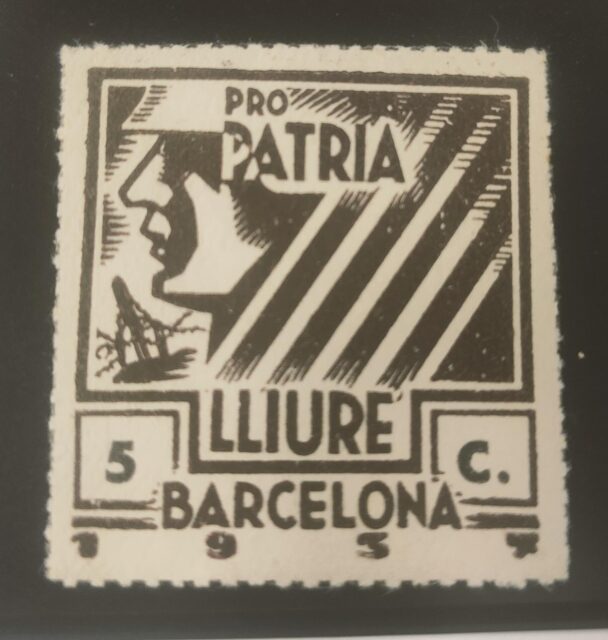 PRO
PATRIA
LLIURE
5 C.
BARCELONA
1937